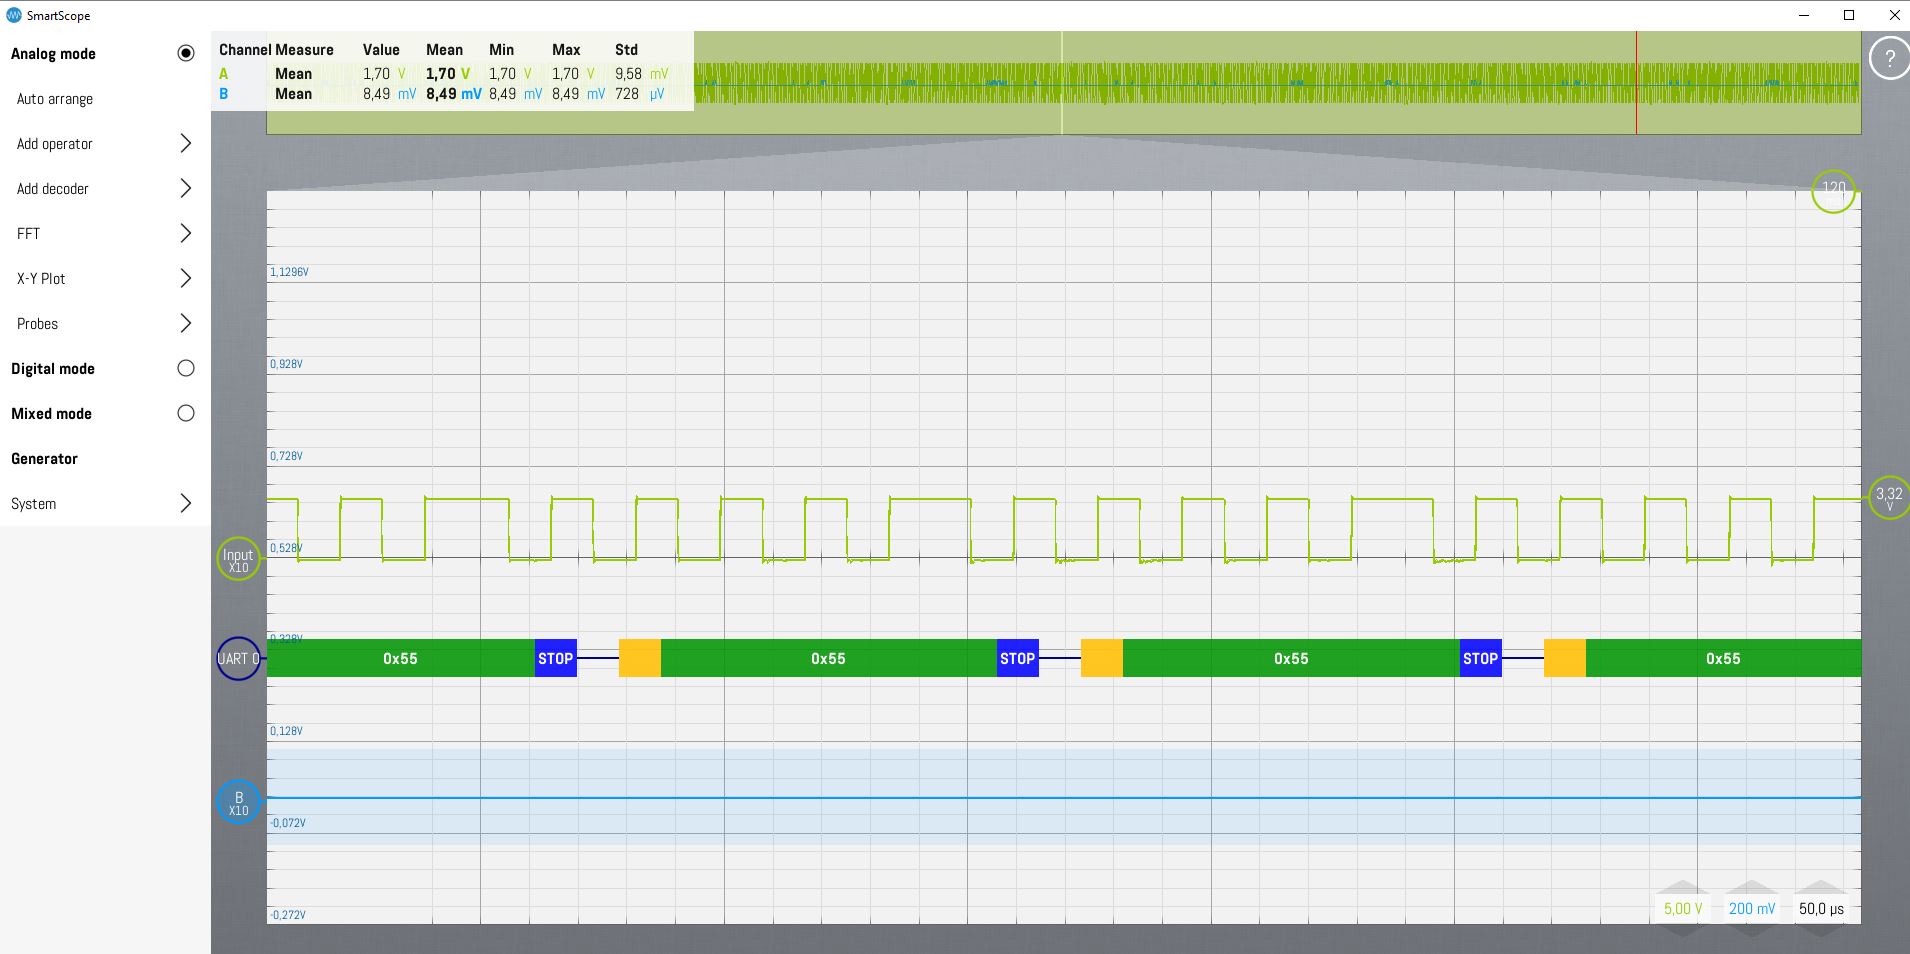 SmartScope
Analog mode
Auto arrange
Add operator
Add decoder
FFT
X-Y Plot
Probes
Digital mode
Mixed mode
Generator
System
Channel Measure Value Mean Min Max Std
A Mean 1,70 V 1,70 V 1,70 V 1,70 V 9,58 mV
B Mean 8,49 mV 8,49 mV 8,49 mV 8,49 mV 728 µV
?
120
1,1296V
0,928V
0,728V
3,32
V
0,528V
Input
X10
0,328V
UART 0
0x55 STOP 0x55 STOP 0x55 STOP 0x55
0,128V
B
X10
-0,072V
-0,272V
5,00 V 200 mV 50,0 µs